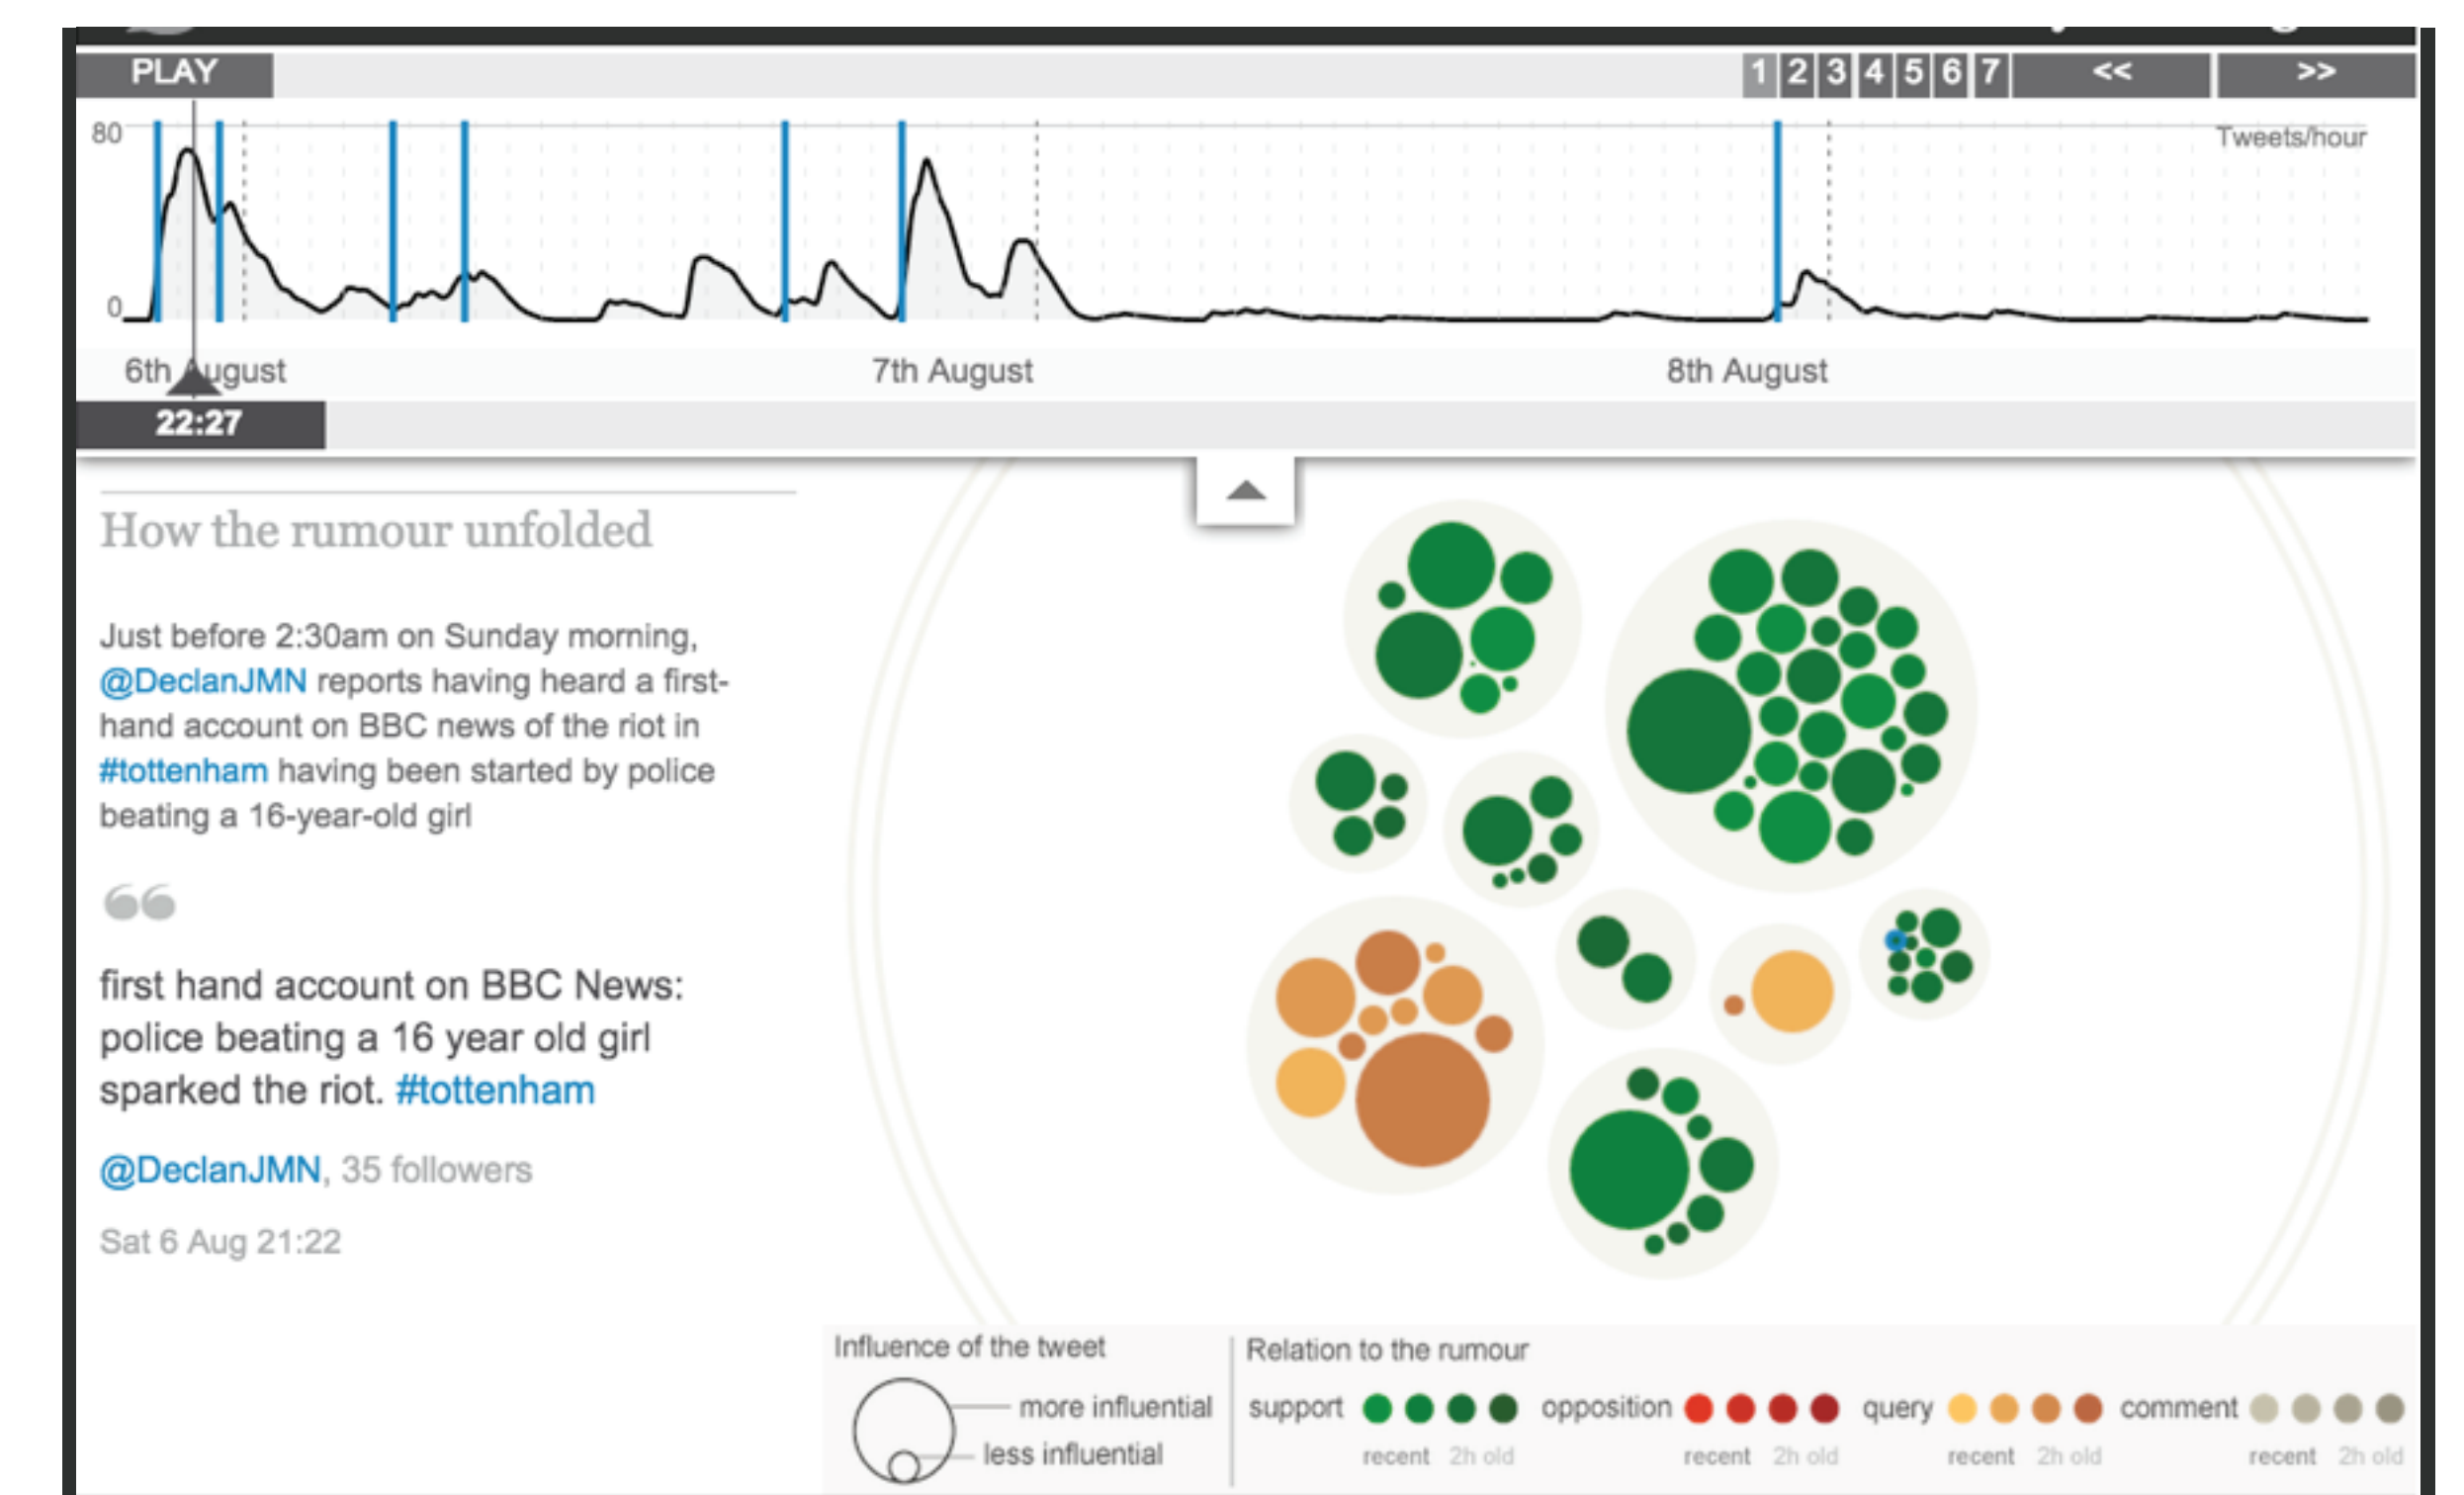 PLAY
1 2 3 4 5 6 7 << >>
80
Tweets/hour
0
6th August
7th August
8th August
22:27
How the rumour unfolded
Just before 2:30am on Sunday morning,
@DeclanJMN reports having heard a first-
hand account on BBC news of the riot in
#tottenham having been started by police
beating a 16-year-old girl
“
first hand account on BBC News:
police beating a 16 year old girl
sparked the riot. #tottenham
@DeclanJMN, 35 followers
Sat 6 Aug 21:22
Influence of the tweet
more influential
less influential
Relation to the rumour
support opposition query comment
recent 2h old recent 2h old recent 2h old recent 2h old